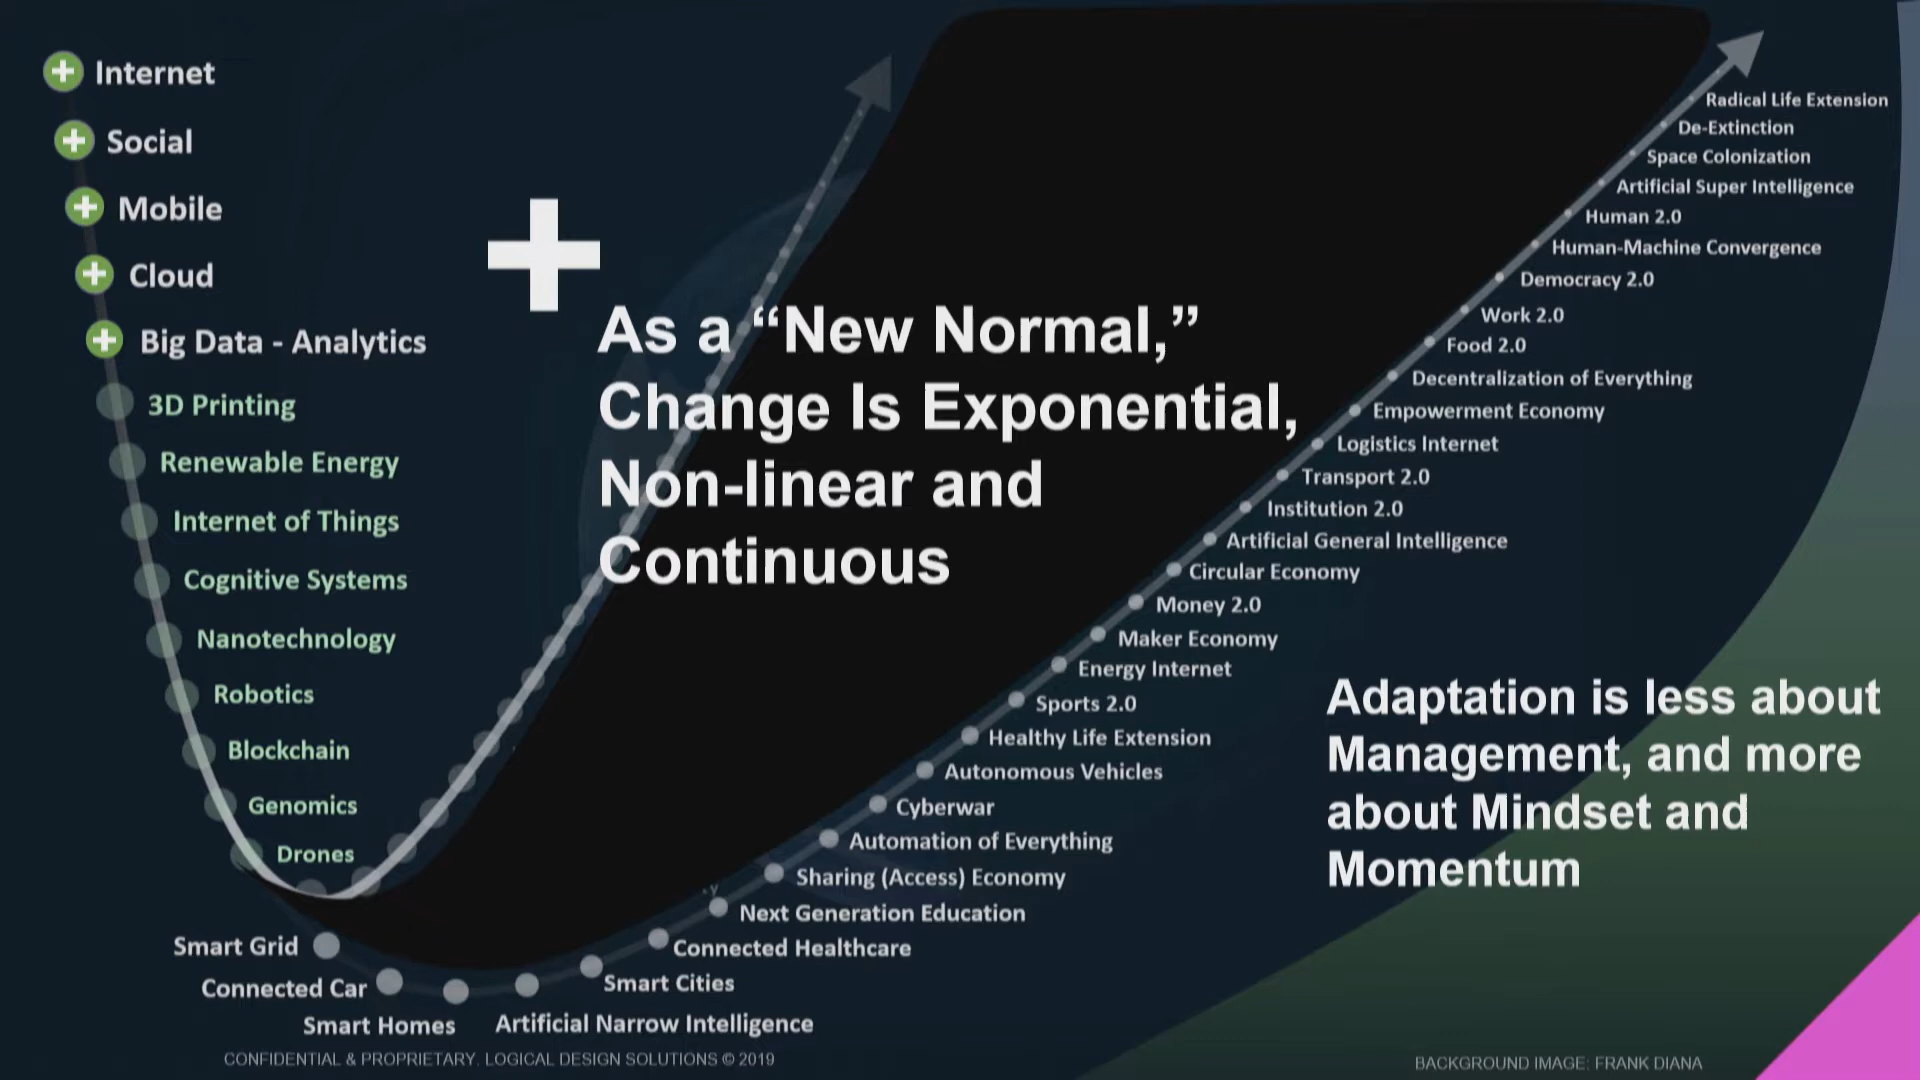 Internet
Social
Mobile
Cloud
Big Data - Analytics
3D Printing
Renewable Energy
Internet of Things
Cognitive Systems
Nanotechnology
Robotics
Blockchain
Genomics
Drones
Smart Grid
Connected Car
Smart Homes
Artificial Narrow Intelligence
Smart Cities
Connected Healthcare
Next Generation Education
Sharing (Access) Economy
Automation of Everything
Cyberwar
Autonomous Vehicles
Healthy Life Extension
Sports 2.0
Energy Internet
Maker Economy
Money 2.0
Circular Economy
Artificial General Intelligence
Institution 2.0
Transport 2.0
Logistics Internet
Empowerment Economy
Decentralization of Everything
Food 2.0
Work 2.0
Democracy 2.0
Human-Machine Convergence
Human 2.0
Artificial Super Intelligence
Space Colonization
De-Extinction
Radical Life Extension
As a “New Normal,”
Change Is Exponential,
Non-linear and
Continuous
Adaptation is less about
Management, and more
about Mindset and
Momentum
CONFIDENTIAL & PROPRIETARY. LOGICAL DESIGN SOLUTIONS © 2019
BACKGROUND IMAGE: FRANK DIANA